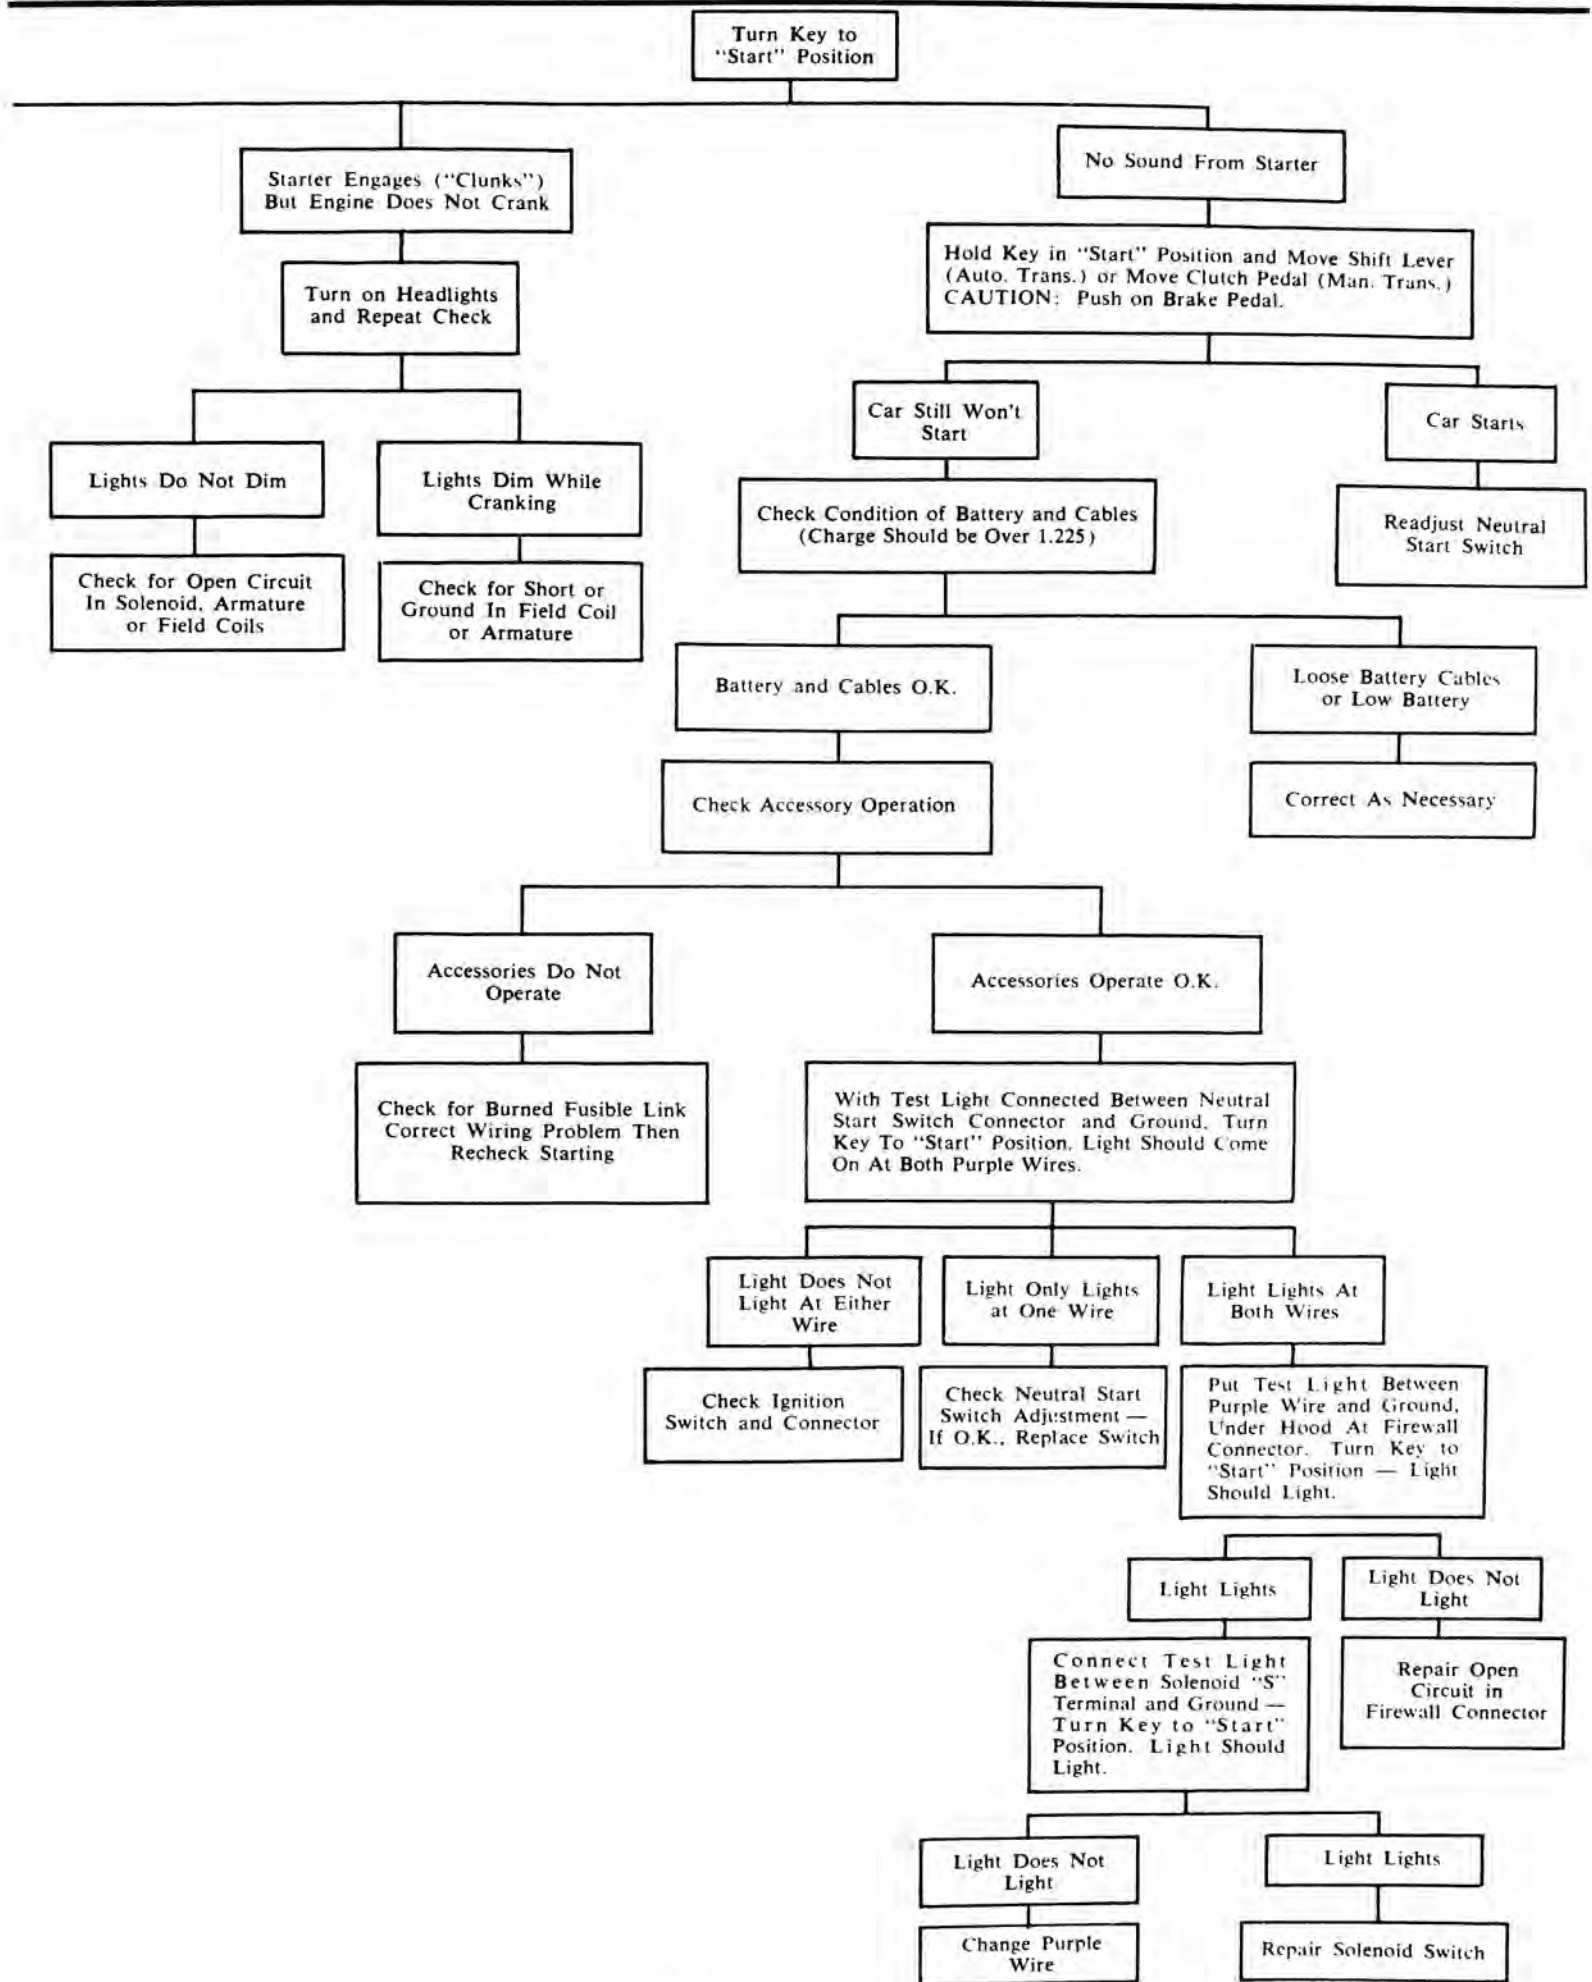 Turn Key to
"Start" Position
Starter Engages ("Clunks")
But Engine Does Not Crank
Turn on Headlights
and Repeat Check
Lights Do Not Dim
Check for Open Circuit
In Solenoid, Armature
or Field Coils
Lights Dim While
Cranking
Check for Short or
Ground In Field Coil
or Armature
No Sound From Starter
Hold Key in "Start" Position and Move Shift Lever
(Auto. Trans.) or Move Clutch Pedal (Man. Trans.)
CAUTION: Push on Brake Pedal.
Car Still Won't
Start
Car Starts
Readjust Neutral
Start Switch
Check Condition of Battery and Cables
(Charge Should be Over 1.225)
Battery and Cables O.K.
Loose Battery Cables
or Low Battery
Correct As Necessary
Check Accessory Operation
Accessories Do Not
Operate
Check for Burned Fusible Link
Correct Wiring Problem Then
Recheck Starting
Accessories Operate O.K.
With Test Light Connected Between Neutral
Start Switch Connector and Ground. Turn
Key To "Start" Position. Light Should Come
On At Both Purple Wires.
Light Does Not
Light At Either
Wire
Check Ignition
Switch and Connector
Light Only Lights
at One Wire
Check Neutral Start
Switch Adjustment —
If O.K., Replace Switch
Light Lights At
Both Wires
Put Test Light Between
Purple Wire and Ground,
Under Hood At Firewall
Connector. Turn Key to
"Start" Position — Light
Should Light.
Light Lights
Light Does Not
Light
Repair Open
Circuit in
Firewall Connector
Connect Test Light
Between Solenoid "S"
Terminal and Ground —
Turn Key to "Start"
Position. Light Should
Light.
Light Does Not
Light
Change Purple
Wire
Light Lights
Repair Solenoid Switch